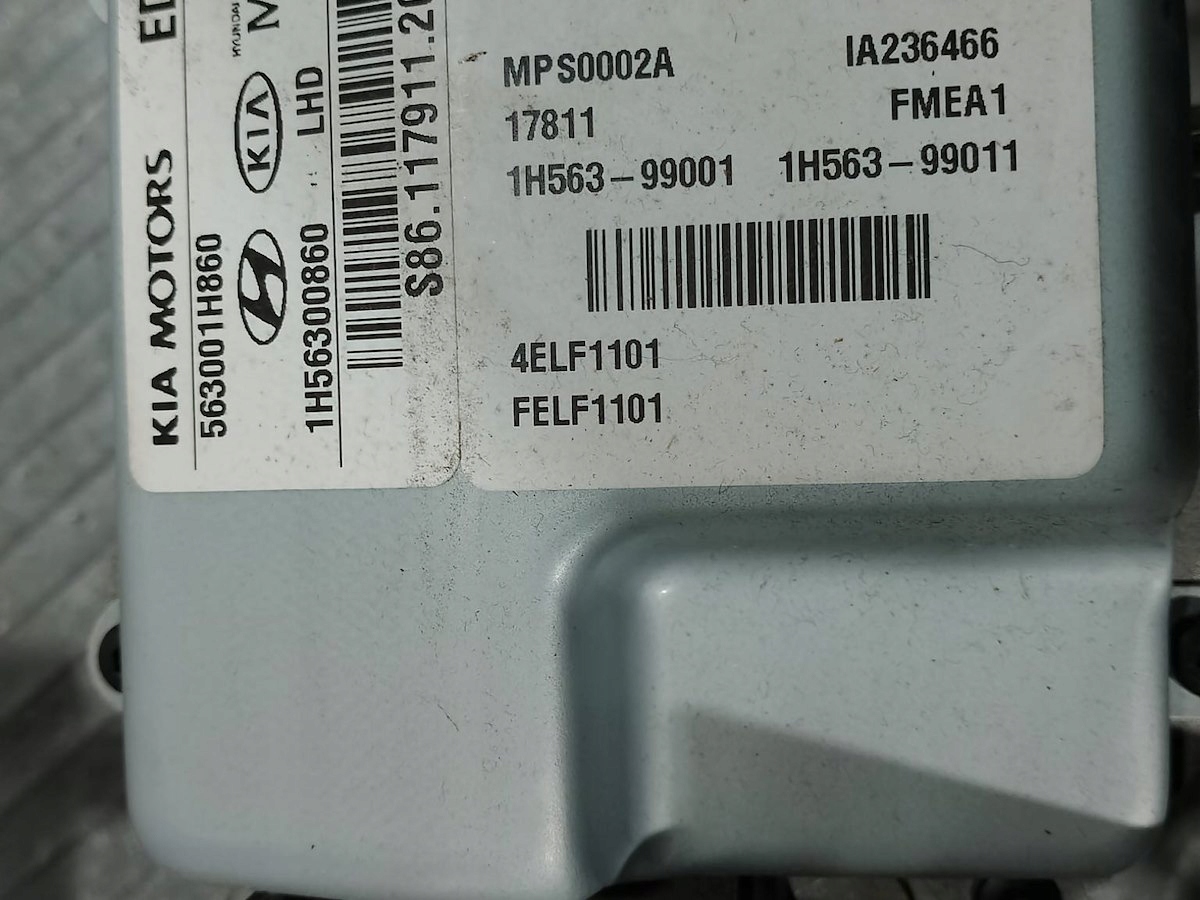 KIA MOTORS ED
563001H860
KIA
1H56300860 LHD
S86.117911.20
MPS0002A IA236466
17811 FMEA1
1H563-99001 1H563-99011
4ELF1101
FELF1101